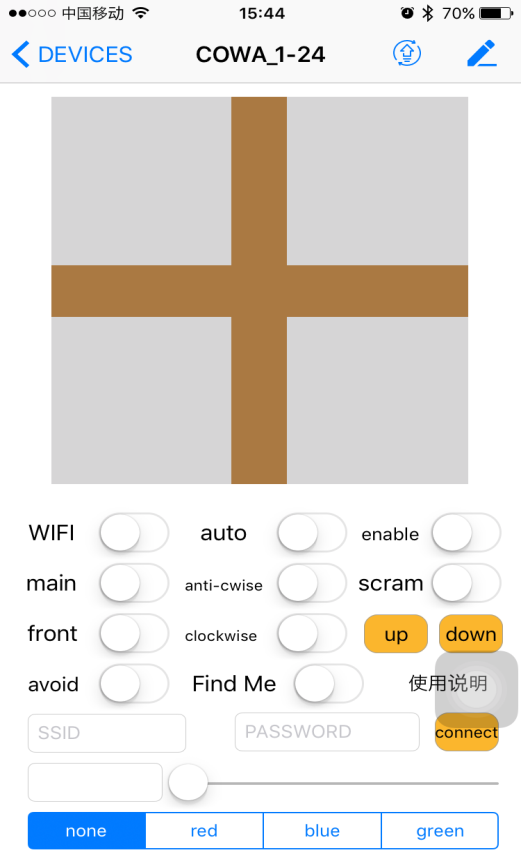 中国移动 15:44 70%
DEVICES COWA_1-24
WIFI auto enable
main anti-cwise scram
front clockwise up down
avoid Find Me 使用说明
SSID PASSWORD connect
none red blue green